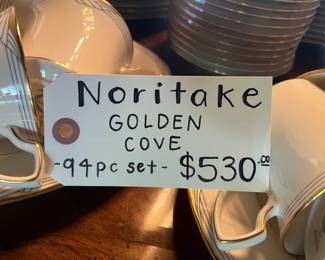 Noritake
GOLDEN
COVE
-94pc set- $530.00